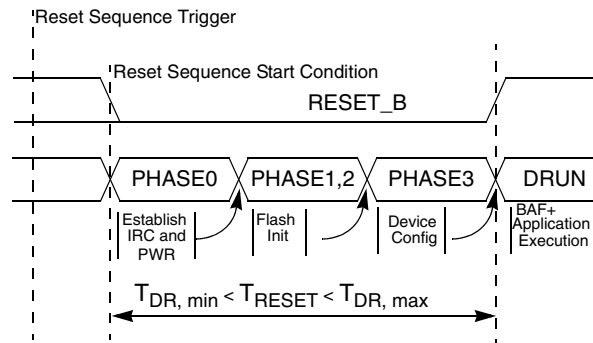 Reset Sequence Trigger
Reset Sequence Start Condition
RESET_B
PHASE0 PHASE1,2 PHASE3 DRUN
Establish
IRC and
PWR
Flash
Init
Device
Config
BAF+
Application
Execution
TDR, min < TRESET < TDR, max